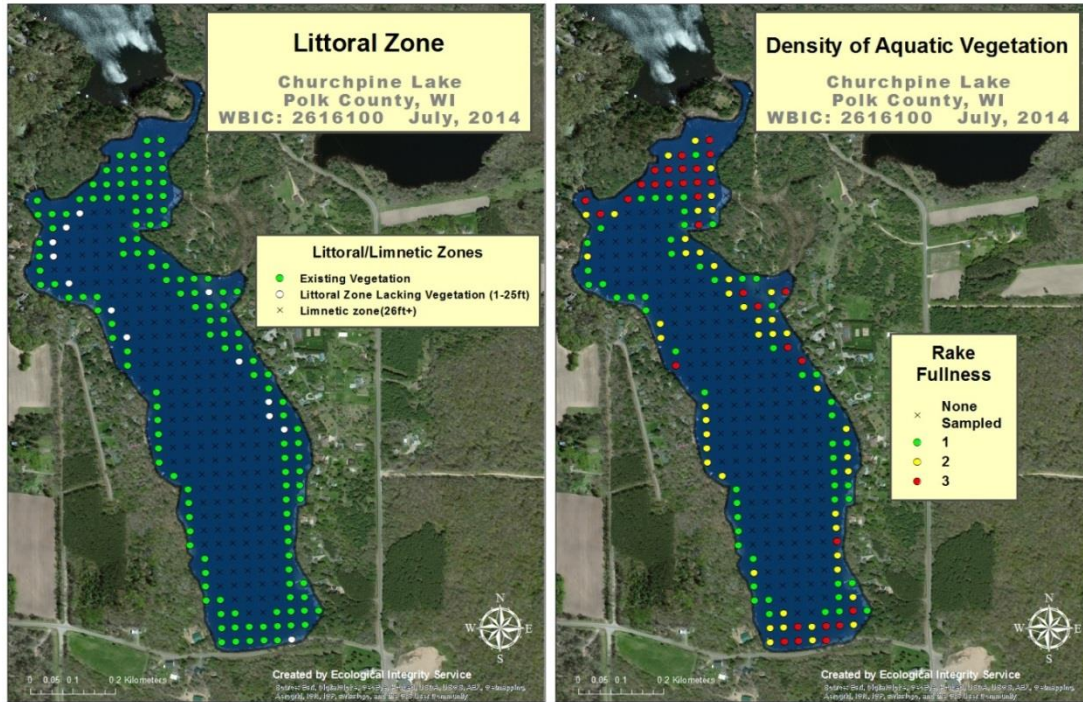 Littoral Zone
Churchpine Lake
Polk County, WI
WBIC: 2616100 July, 2014
Littoral/Limnetic Zones
Existing Vegetation
Littoral Zone Lacking Vegetation (1-25ft)
Limnetic zone(26ft+)
N
W E
S
0 0.05 0.1 0.2 Kilometers
Created by Ecological Integrity Service
Density of Aquatic Vegetation
Churchpine Lake
Polk County, WI
WBIC: 2616100 July, 2014
Rake
Fullness
None
Sampled
1
2
3
N
W E
S
0 0.05 0.1 0.2 Kilometers
Created by Ecological Integrity Service